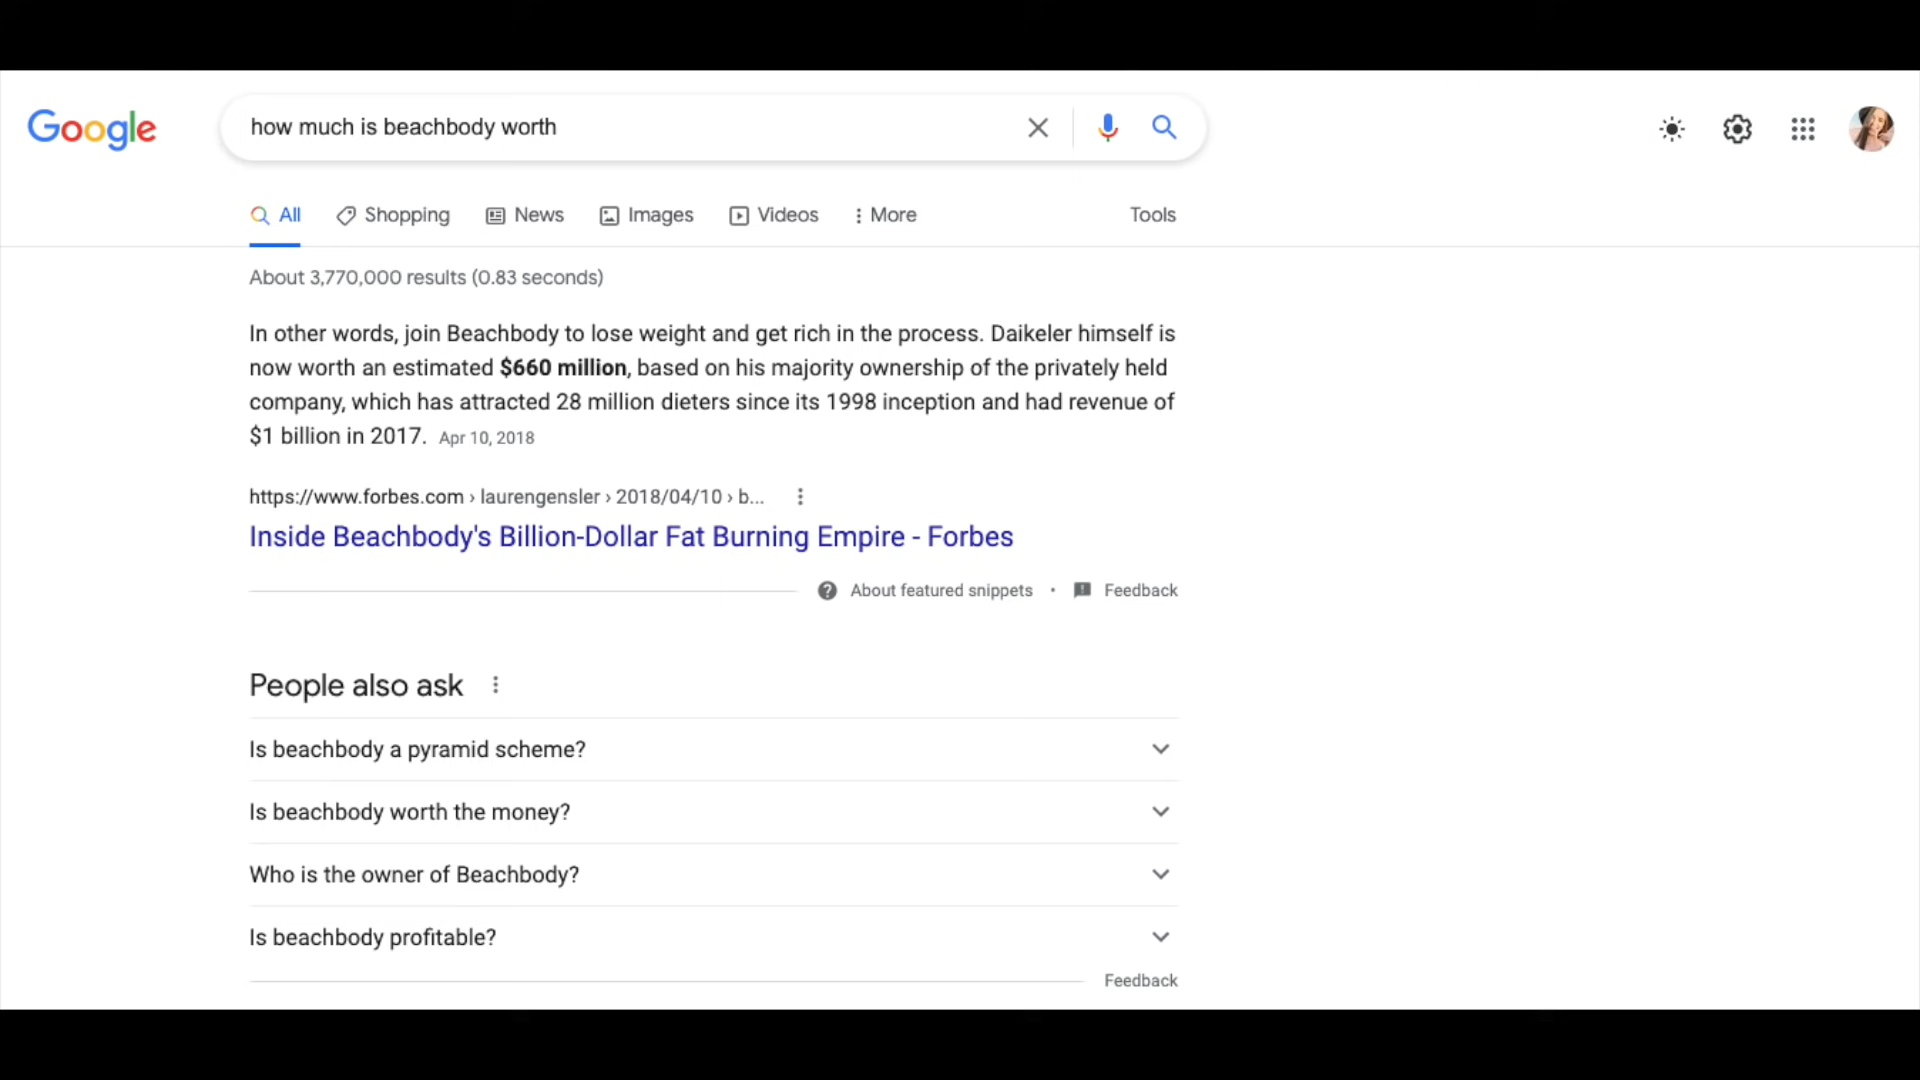 Google
how much is beachbody worth
All
Shopping
News
Images
Videos
More
Tools
About 3,770,000 results (0.83 seconds)
In other words, join Beachbody to lose weight and get rich in the process. Daikeler himself is
now worth an estimated $660 million, based on his majority ownership of the privately held
company, which has attracted 28 million dieters since its 1998 inception and had revenue of
$1 billion in 2017. Apr 10, 2018
https://www.forbes.com › laurengensler › 2018/04/10 › b...
Inside Beachbody's Billion-Dollar Fat Burning Empire - Forbes
About featured snippets • Feedback
People also ask
Is beachbody a pyramid scheme?
Is beachbody worth the money?
Who is the owner of Beachbody?
Is beachbody profitable?
Feedback